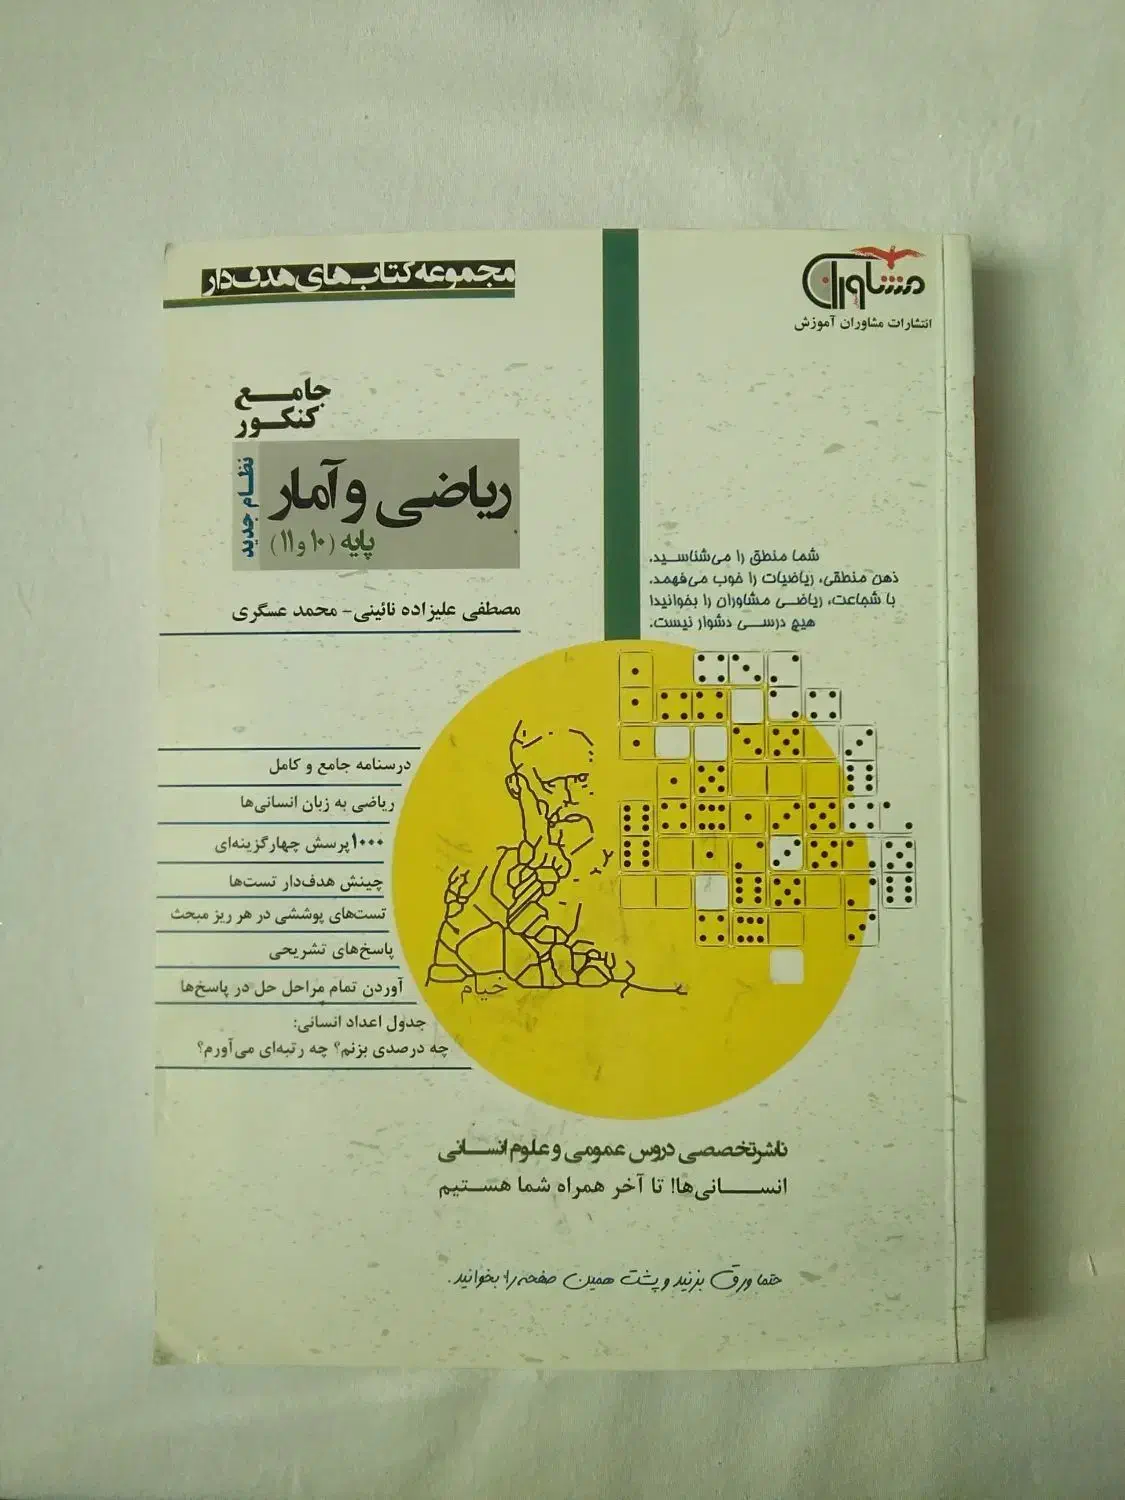 مجموعه کتاب‌های هدف‌دار
مشاوران
انتشارات مشاوران آموزش
جامع
کنکور
نظام جدید
ریاضی و آمار
پایه (۱۰ و ۱۱)
مصطفی علیزاده نائینی - محمد عسگری
شما منطق را می‌شناسید.
ذهن منطقی، ریاضیات را خوب می‌فهمد.
با شجاعت، ریاضی مشاوران را بخوانید!
هیچ درسی دشوار نیست.
درسنامه جامع و کامل
ریاضی به زبان انسانی‌ها
۱۰۰۰ پرسش چهارگزینه‌ای
چینش هدف‌دار تست‌ها
تست‌های پوششی در هر ریز مبحث
پاسخ‌های تشریحی
آوردن تمام مراحل حل در پاسخ‌ها
جدول اعداد انسانی:
چه درصدی بزنم؟ چه رتبه‌ای می‌آورم؟
خیام
ناشر تخصصی دروس عمومی و علوم انسانی
انسانی‌ها! تا آخر همراه شما هستیم
حتما ورق بزنید و پشت همین صفحه را بخوانید.